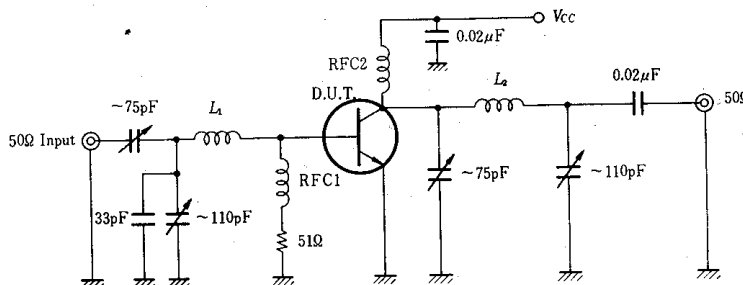 Vcc
0.02μF
RFC2
L₂
0.02μF
D.U.T.
~75pF
L₁
50Ω Input
50Ω
RFC1
~75pF
~110pF
33pF
~110pF
51Ω